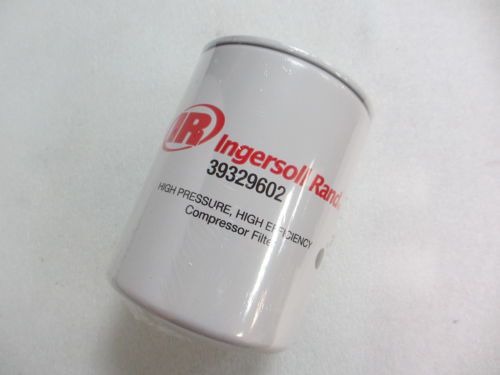 IR Ingersoll Rand
39329602
HIGH PRESSURE, HIGH EFFICIENCY
Compressor Filter